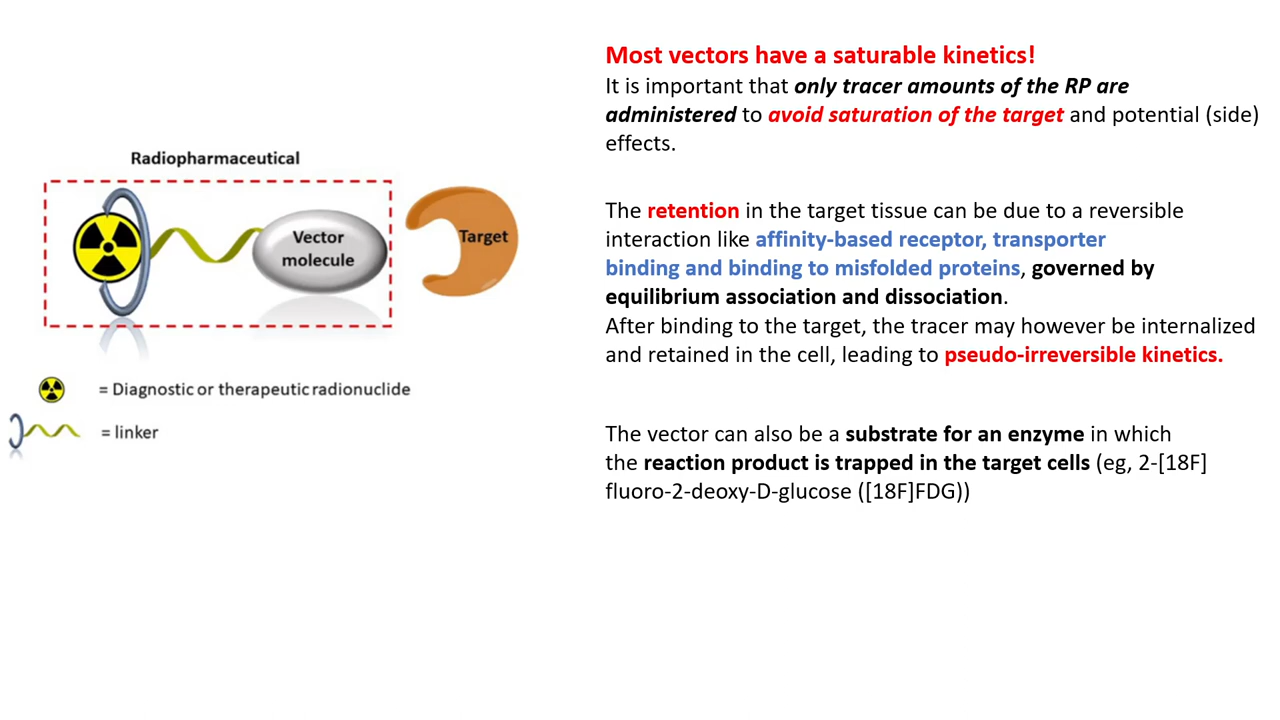 Radiopharmaceutical
Vector
molecule
Target
= Diagnostic or therapeutic radionuclide
= linker
Most vectors have a saturable kinetics!
It is important that only tracer amounts of the RP are
administered to avoid saturation of the target and potential (side)
effects.
The retention in the target tissue can be due to a reversible
interaction like affinity-based receptor, transporter
binding and binding to misfolded proteins, governed by
equilibrium association and dissociation.
After binding to the target, the tracer may however be internalized
and retained in the cell, leading to pseudo-irreversible kinetics.
The vector can also be a substrate for an enzyme in which
the reaction product is trapped in the target cells (eg, 2-[18F]
fluoro-2-deoxy-D-glucose ([18F]FDG))